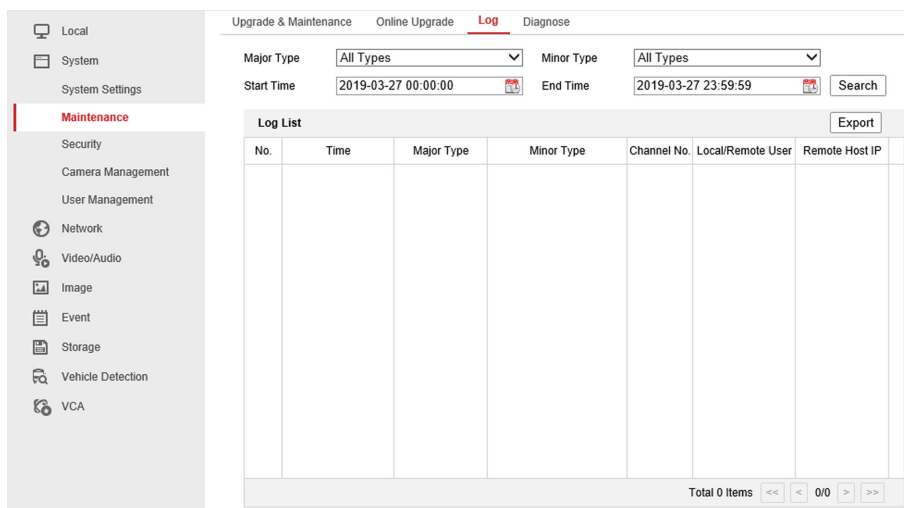 Local
System
System Settings
Maintenance
Security
Camera Management
User Management
Network
Video/Audio
Image
Event
Storage
Vehicle Detection
VCA
Upgrade & Maintenance Online Upgrade Log Diagnose
Major Type All Types Minor Type All Types
Start Time 2019-03-27 00:00:00 End Time 2019-03-27 23:59:59 Search
Log List Export
No. Time Major Type Minor Type Channel No. Local/Remote User Remote Host IP
Total 0 Items << < 0/0 > >>